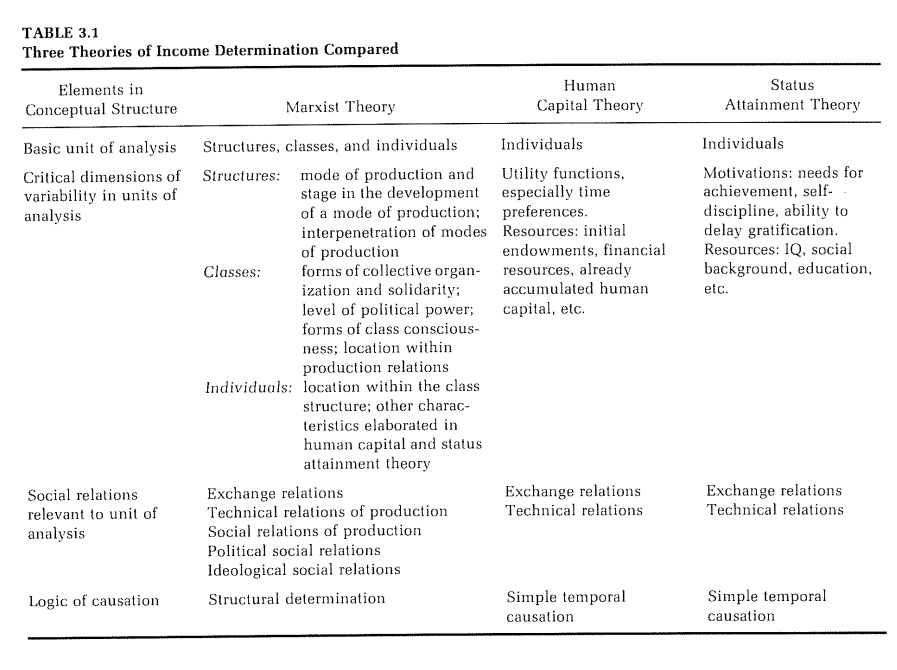 TABLE 3.1
Three Theories of Income Determination Compared
Elements in
Conceptual Structure
Marxist Theory
Human
Capital Theory
Status
Attainment Theory
Basic unit of analysis
Structures, classes, and individuals
Individuals
Individuals
Critical dimensions of
variability in units of
analysis
Structures: mode of production and
stage in the development
of a mode of production;
interpenetration of modes
of production
Classes: forms of collective organ-
ization and solidarity;
level of political power;
forms of class conscious-
ness; location within
production relations
Individuals: location within the class
structure; other charac-
teristics elaborated in
human capital and status
attainment theory
Utility functions,
especially time
preferences.
Resources: initial
endowments, financial
resources, already
accumulated human
capital, etc.
Motivations: needs for
achievement, self-
discipline, ability to
delay gratification.
Resources: IQ, social
background, education,
etc.
Social relations
relevant to unit of
analysis
Exchange relations
Technical relations of production
Social relations of production
Political social relations
Ideological social relations
Exchange relations
Technical relations
Exchange relations
Technical relations
Logic of causation
Structural determination
Simple temporal
causation
Simple temporal
causation